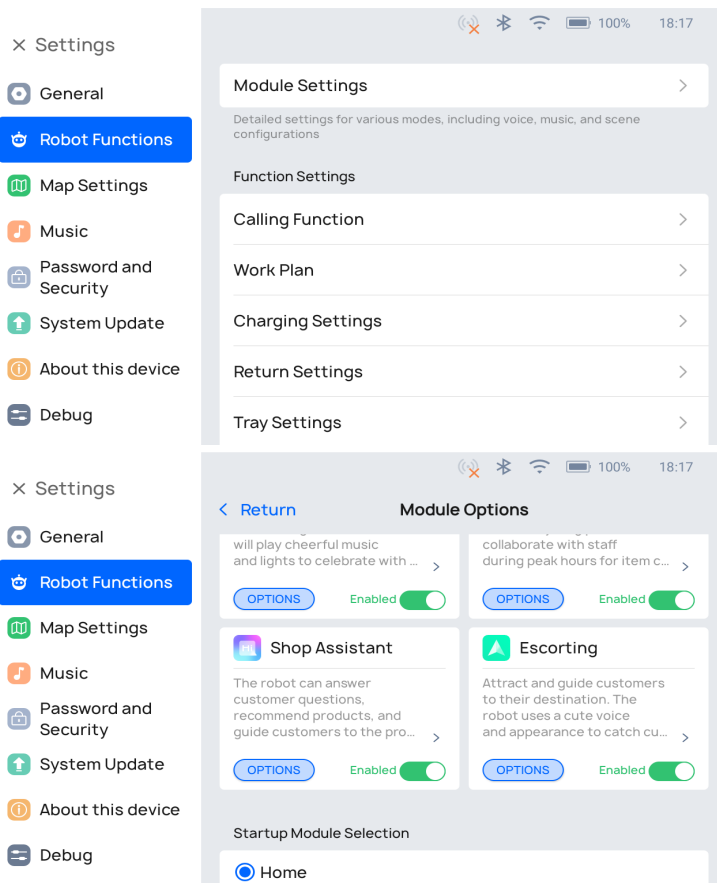 100%
18:17
Settings
General
Robot Functions
Map Settings
Music
Password and
Security
System Update
About this device
Debug
Module Settings
Detailed settings for various modes, including voice, music, and scene
configurations
Function Settings
Calling Function
Work Plan
Charging Settings
Return Settings
Tray Settings
100%
18:17
Settings
General
Robot Functions
Map Settings
Music
Password and
Security
System Update
About this device
Debug
Return
Module Options
will play cheerful music
and lights to celebrate with ...
OPTIONS
Enabled
collaborate with staff
during peak hours for item c...
OPTIONS
Enabled
Hi
Shop Assistant
The robot can answer
customer questions,
recommend products, and
guide customers to the pro...
OPTIONS
Enabled
Escorting
Attract and guide customers
to their destination. The
robot uses a cute voice
and appearance to catch cu...
OPTIONS
Enabled
Startup Module Selection
Home